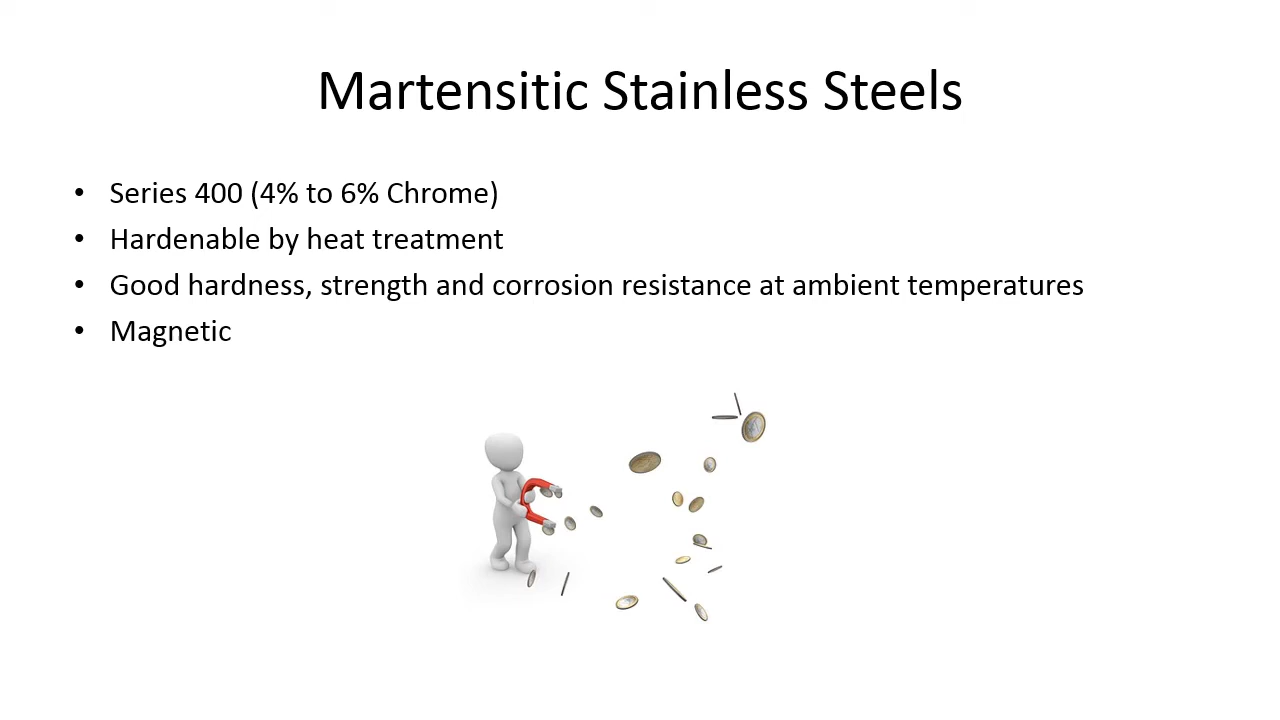 Martensitic Stainless Steels
• Series 400 (4% to 6% Chrome)
• Hardenable by heat treatment
• Good hardness, strength and corrosion resistance at ambient temperatures
• Magnetic